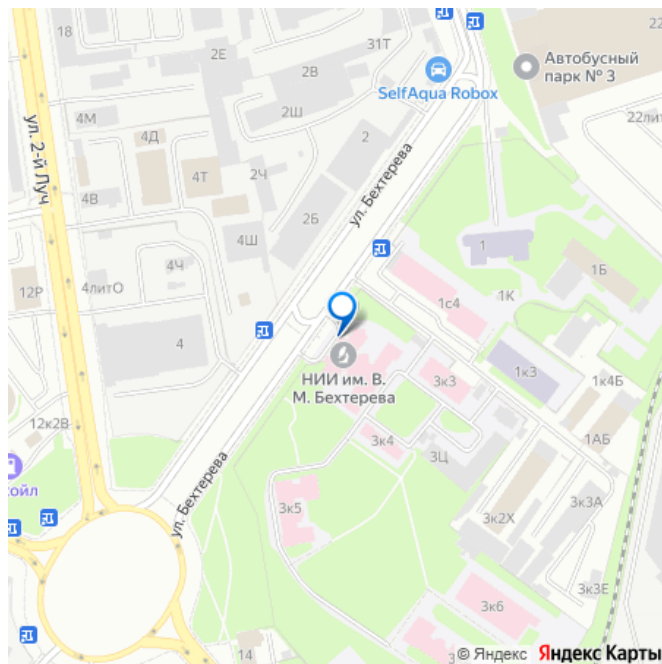 18
2Е
31Т
2В
Автобусный
парк № 3
SelfAqua Robox
22лит
ул. 2-й Луч
4М
2Ш
4Д
2
4Т
2Ч
4В
2Б
ул. Бехтерева
4Ш
1
1Б
4Ч
4литО
12Р
1с4
1К
4
НИИ им. В.
М. Бехтерева
3к3
1к3
1к4Б
12к2В
3к4
3Ц
1АБ
койл
ул. Бехтерева
3к5
3к2Х
3к3А
3к3Е
3к6
14
© Яндекс Яндекс Карты